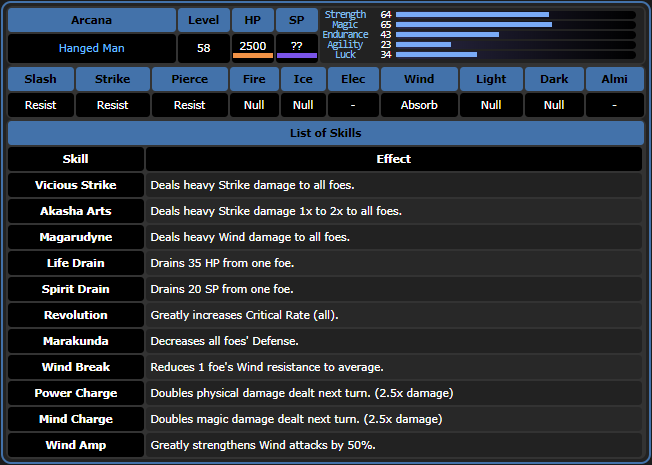 Arcana Level HP SP
Hanged Man 58 2500 ??
Strength 64
Magic 65
Endurance 43
Agility 23
Luck 34
Slash Strike Pierce Fire Ice Elec Wind Light Dark Almi
Resist Resist Resist Null Null - Absorb Null Null -
List of Skills
Skill Effect
Vicious Strike Deals heavy Strike damage to all foes.
Akasha Arts Deals heavy Strike damage 1x to 2x to all foes.
Magarudyne Deals heavy Wind damage to all foes.
Life Drain Drains 35 HP from one foe.
Spirit Drain Drains 20 SP from one foe.
Revolution Greatly increases Critical Rate (all).
Marakunda Decreases all foes' Defense.
Wind Break Reduces 1 foe's Wind resistance to average.
Power Charge Doubles physical damage dealt next turn. (2.5x damage)
Mind Charge Doubles magic damage dealt next turn. (2.5x damage)
Wind Amp Greatly strengthens Wind attacks by 50%.